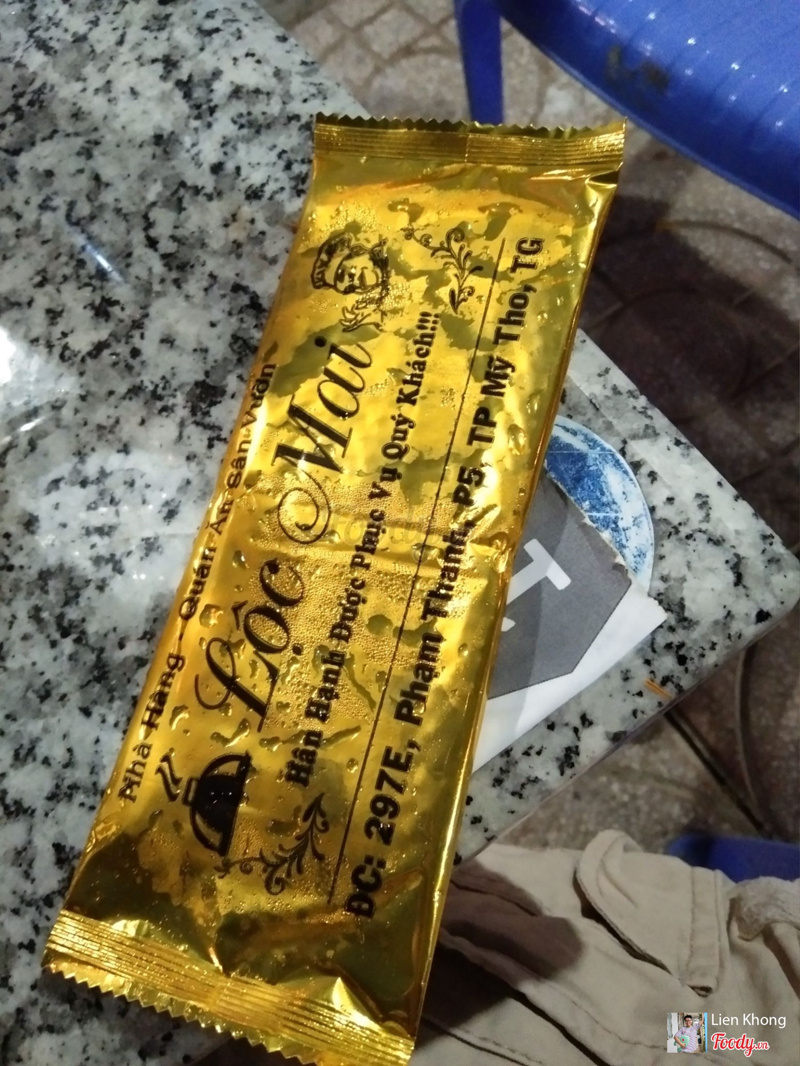 Nhà Hàng - Quán Ăn Sân Vườn
Lộc Mai
Hân Hạnh Được Phục Vụ Quý Khách!!!
ĐC: 297E, Phạm Thanh, P5, TP Mỹ Tho, TG
Lien Khong
Foody.vn